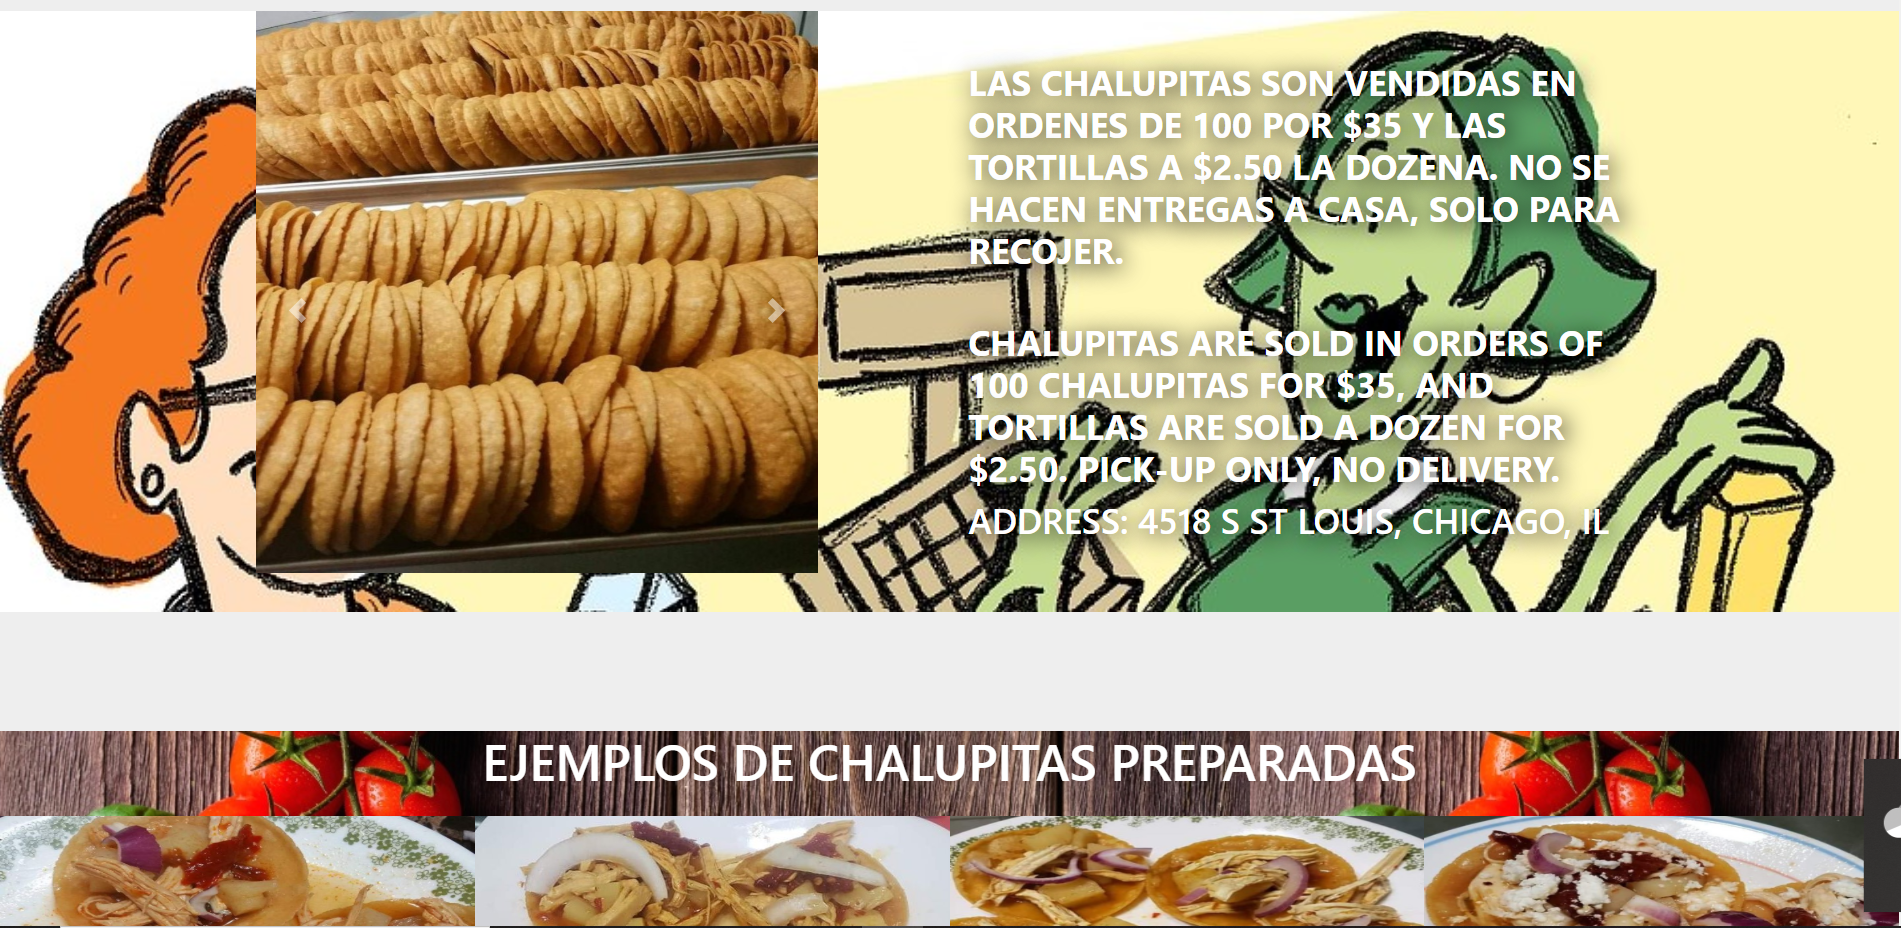 LAS CHALUPITAS SON VENDIDAS EN
ORDENES DE 100 POR $35 Y LAS
TORTILLAS A $2.50 LA DOZENA. NO SE
HACEN ENTREGAS A CASA, SOLO PARA
RECOJER.
CHALUPITAS ARE SOLD IN ORDERS OF
100 CHALUPITAS FOR $35, AND
TORTILLAS ARE SOLD A DOZEN FOR
$2.50. PICK-UP ONLY, NO DELIVERY.
ADDRESS: 4518 S ST LOUIS, CHICAGO, IL
EJEMPLOS DE CHALUPITAS PREPARADAS